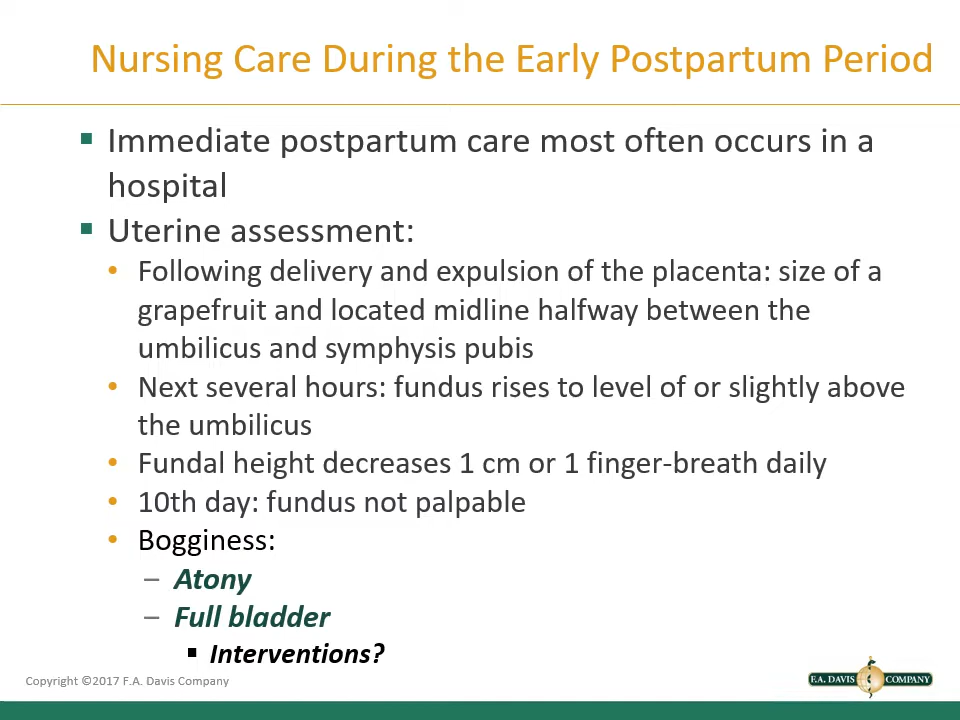 Nursing Care During the Early Postpartum Period
Immediate postpartum care most often occurs in a
hospital
Uterine assessment:
Following delivery and expulsion of the placenta: size of a
grapefruit and located midline halfway between the
umbilicus and symphysis pubis
Next several hours: fundus rises to level of or slightly above
the umbilicus
Fundal height decreases 1 cm or 1 finger-breath daily
10th day: fundus not palpable
Bogginess:
– Atony
– Full bladder
Interventions?
Copyright ©2017 F.A. Davis Company
F.A. DAVIS COMPANY